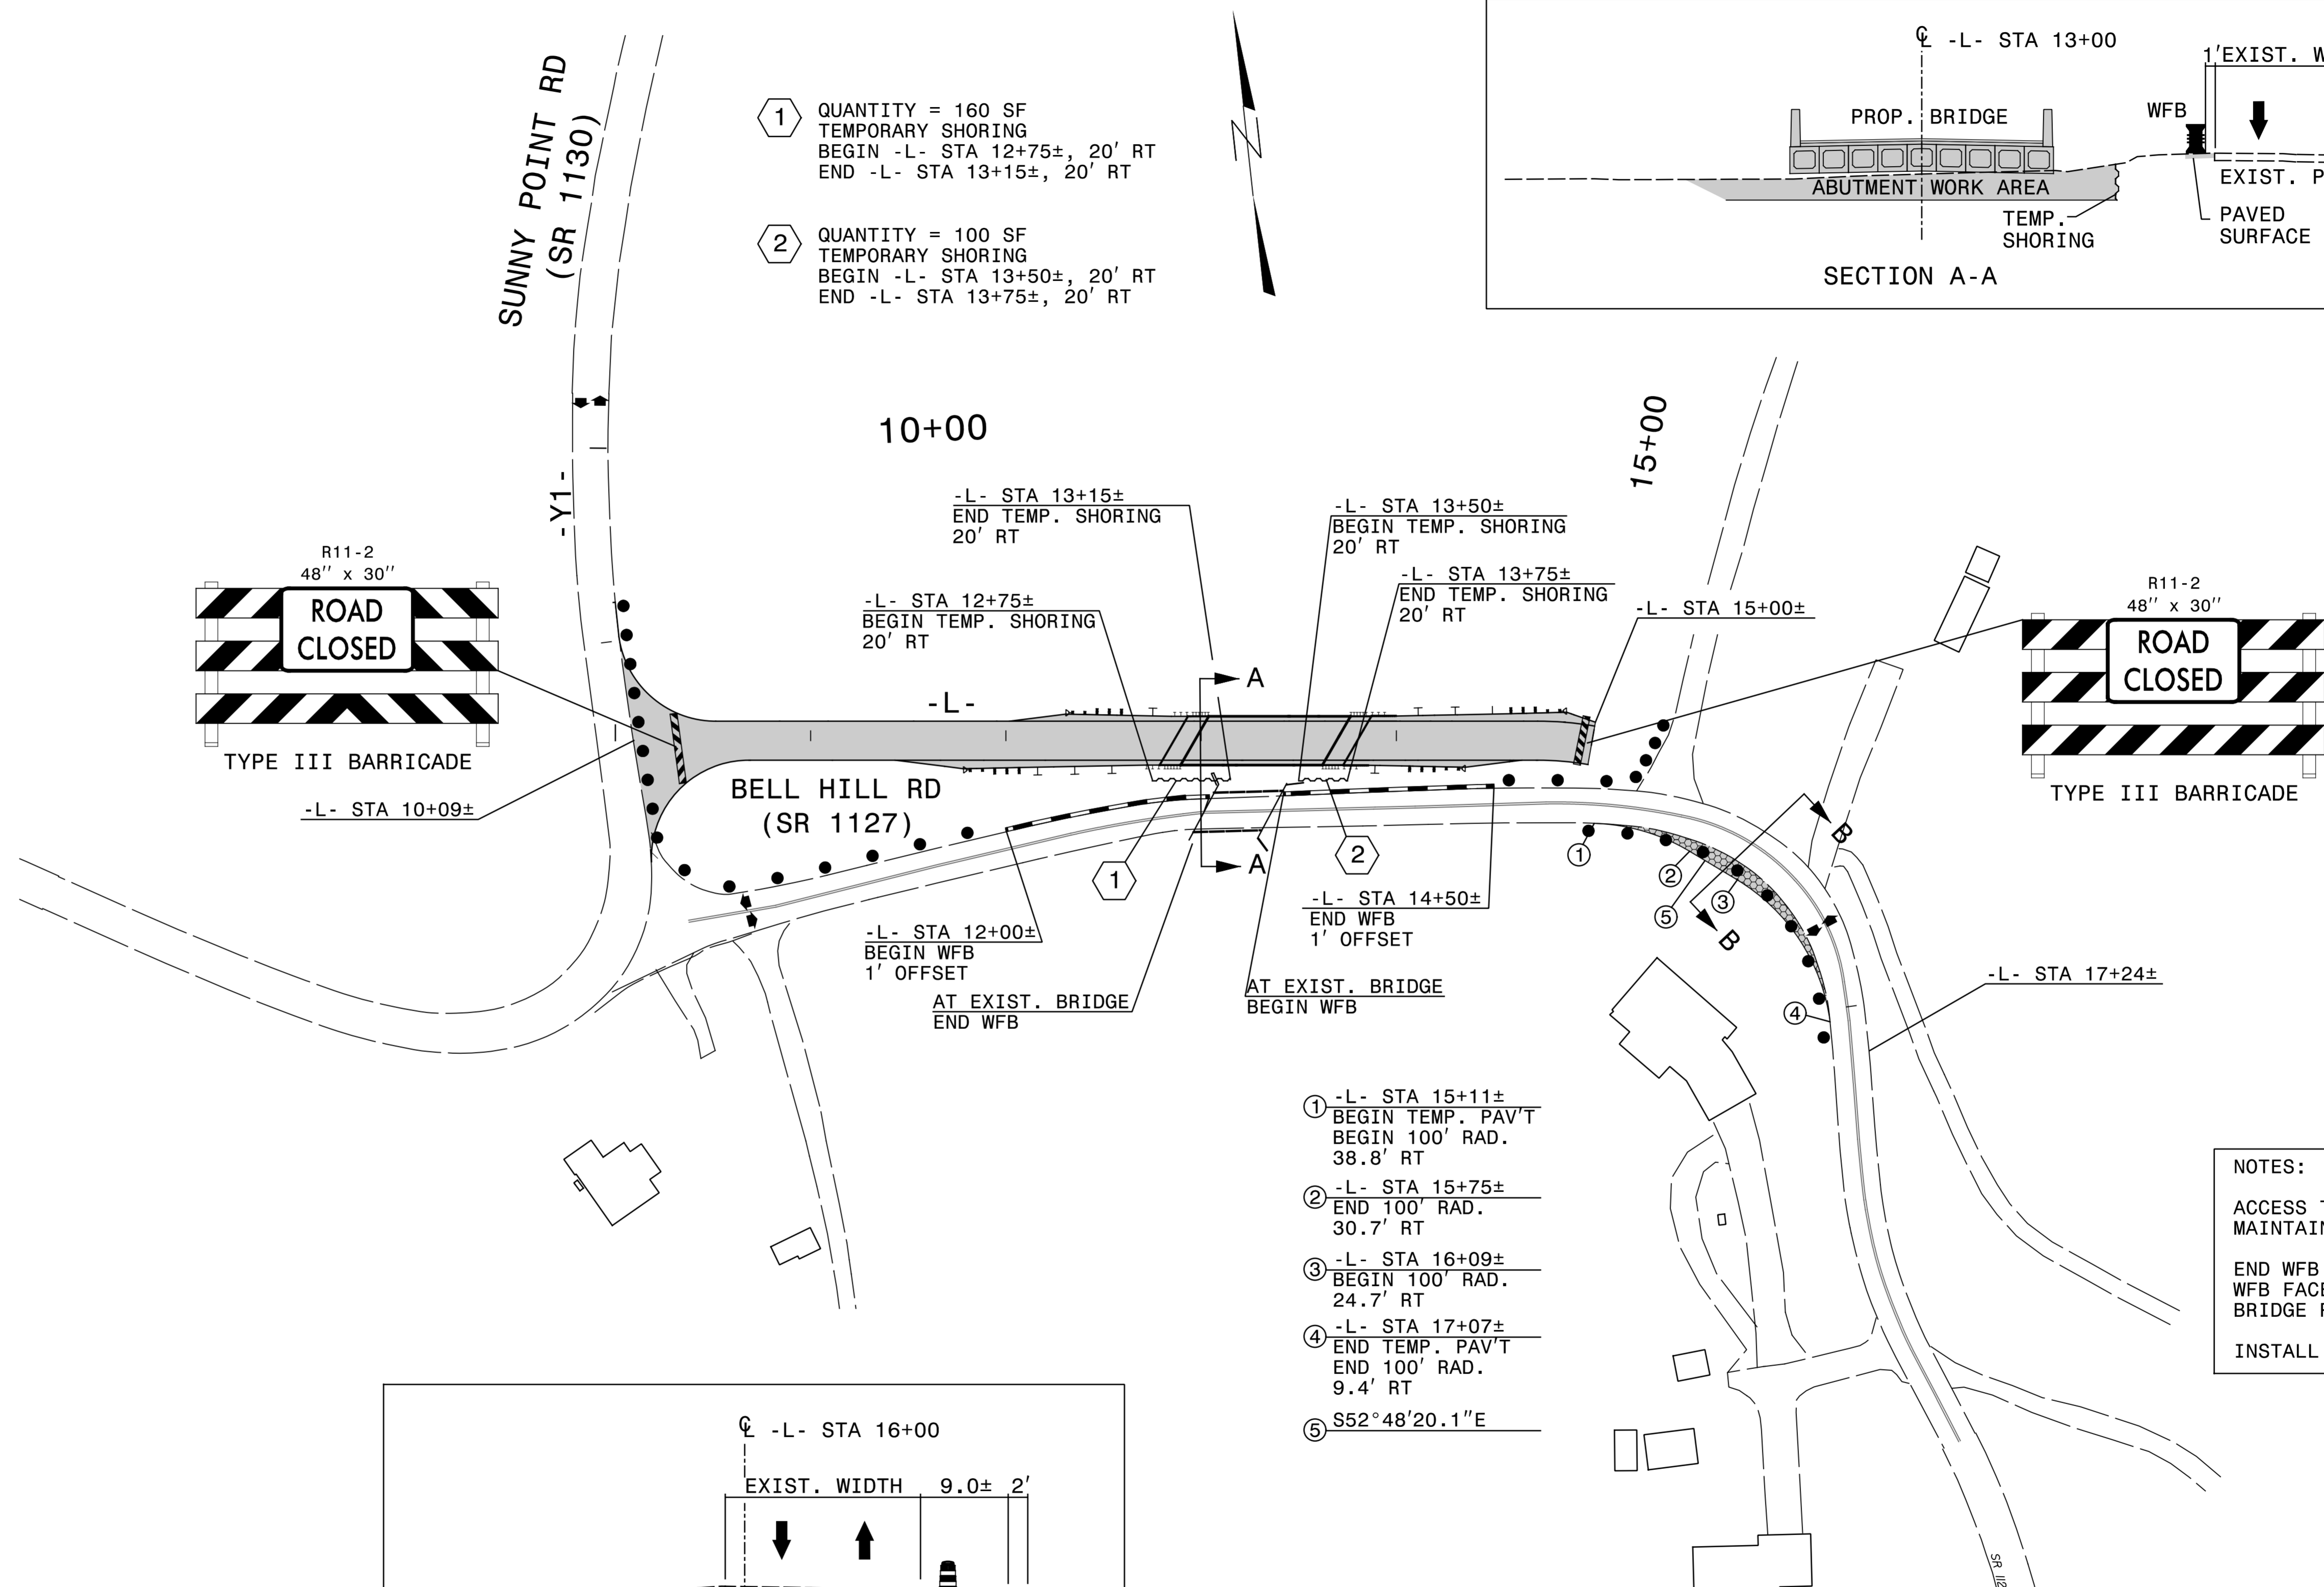 SUNNY POINT RD
(SR 1130)
1
QUANTITY = 160 SF
TEMPORARY SHORING
BEGIN -L- STA 12+75±, 20' RT
END -L- STA 13+15±, 20' RT
2
QUANTITY = 100 SF
TEMPORARY SHORING
BEGIN -L- STA 13+50±, 20' RT
END -L- STA 13+75±, 20' RT
N
℄ -L- STA 13+00
1'
EXIST. W
PROP. BRIDGE
WFB
ABUTMENT WORK AREA
EXIST. P
TEMP.
SHORING
PAVED
SURFACE
SECTION A-A
10+00
15+00
-Y1-
-L- STA 13+15±
END TEMP. SHORING
20' RT
-L- STA 13+50±
BEGIN TEMP. SHORING
20' RT
-L- STA 12+75±
BEGIN TEMP. SHORING
20' RT
-L- STA 13+75±
END TEMP. SHORING
20' RT
-L- STA 15+00±
R11-2
48'' x 30''
ROAD
CLOSED
TYPE III BARRICADE
R11-2
48'' x 30''
ROAD
CLOSED
TYPE III BARRICADE
-L- STA 10+09±
-L-
A
A
BELL HILL RD
(SR 1127)
1
2
1
2
3
5
4
B
B
-L- STA 12+00±
BEGIN WFB
1' OFFSET
-L- STA 14+50±
END WFB
1' OFFSET
AT EXIST. BRIDGE
END WFB
AT EXIST. BRIDGE
BEGIN WFB
-L- STA 17+24±
1
-L- STA 15+11±
BEGIN TEMP. PAV'T
BEGIN 100' RAD.
38.8' RT
2
-L- STA 15+75±
END 100' RAD.
30.7' RT
3
-L- STA 16+09±
BEGIN 100' RAD.
24.7' RT
4
-L- STA 17+07±
END TEMP. PAV'T
END 100' RAD.
9.4' RT
5
S52°48'20.1"E
NOTES:
ACCESS
MAINTAI
END WFB
WFB FACE
BRIDGE
INSTALL
℄ -L- STA 16+00
EXIST. WIDTH
9.0±
2'
SR 112